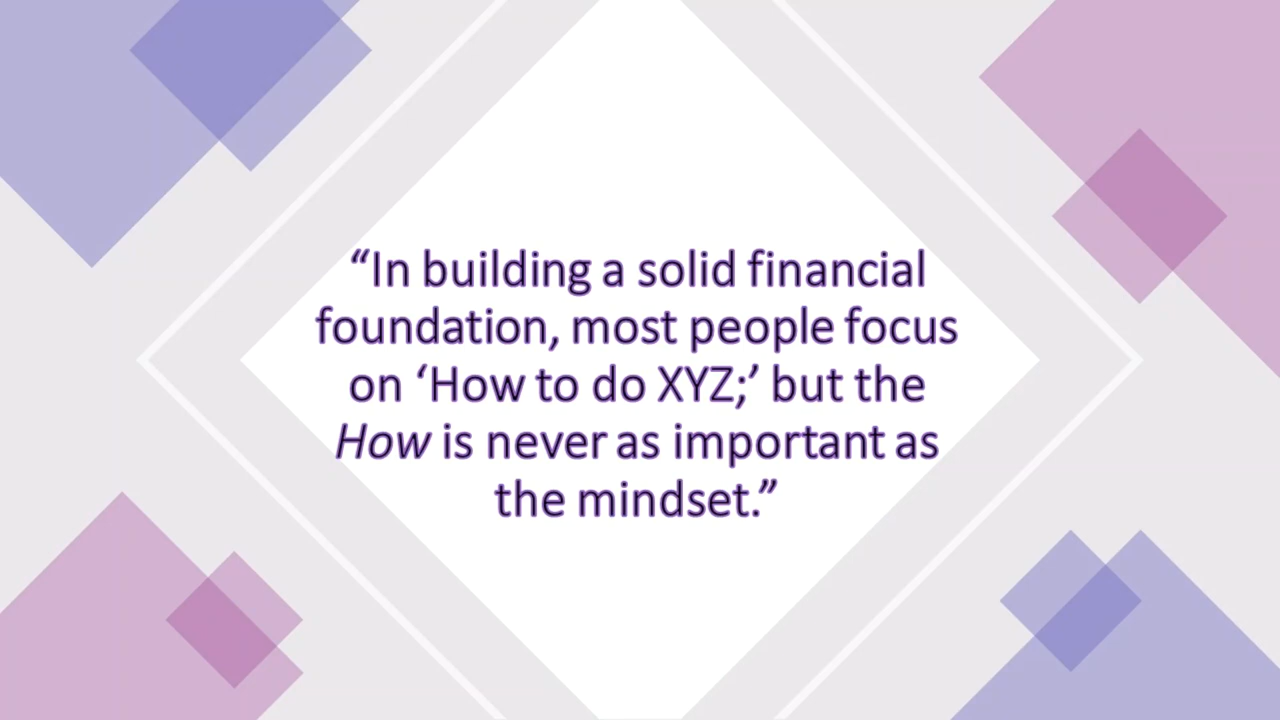 “In building a solid financial
foundation, most people focus
on ‘How to do XYZ;’ but the
How is never as important as
the mindset.”